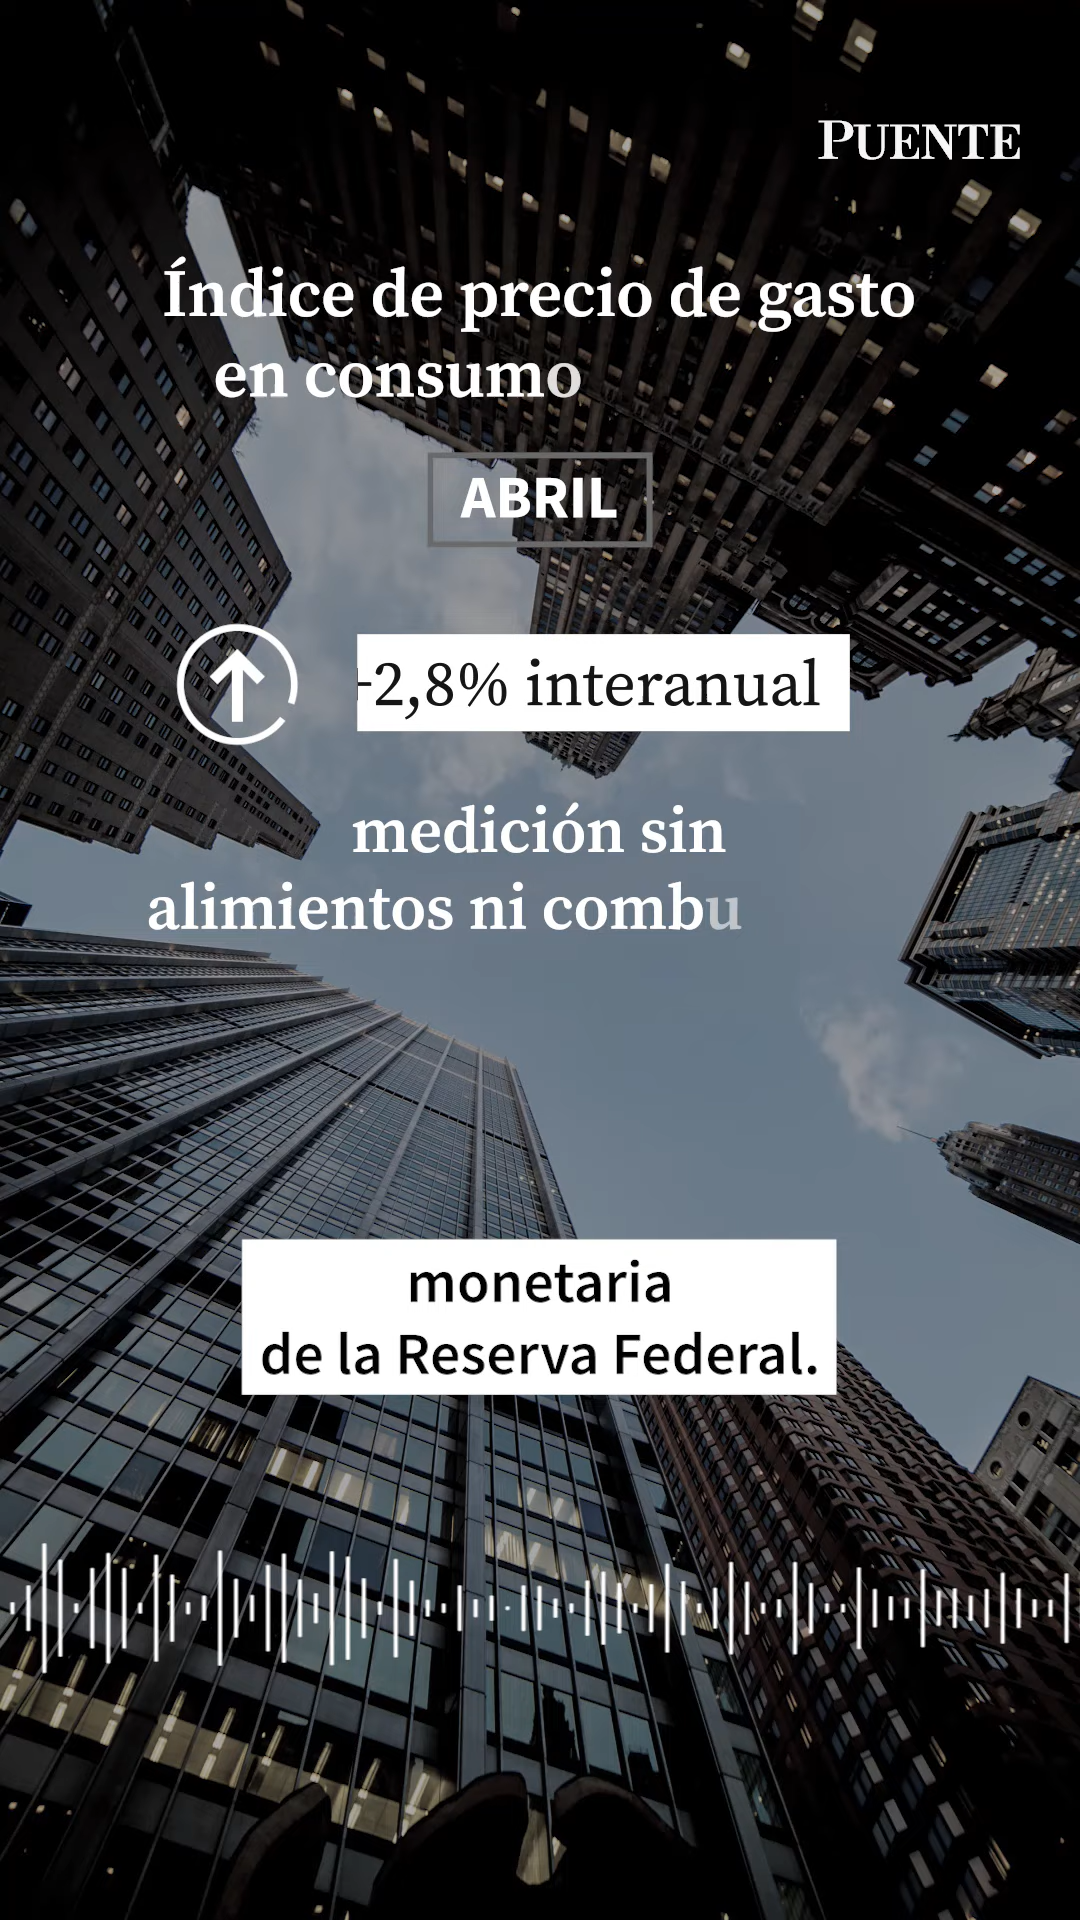 PUENTE
Índice de precio de gasto
en consumo
ABRIL
-2,8% interanual
medición sin
alimientos ni combu
monetaria
de la Reserva Federal.